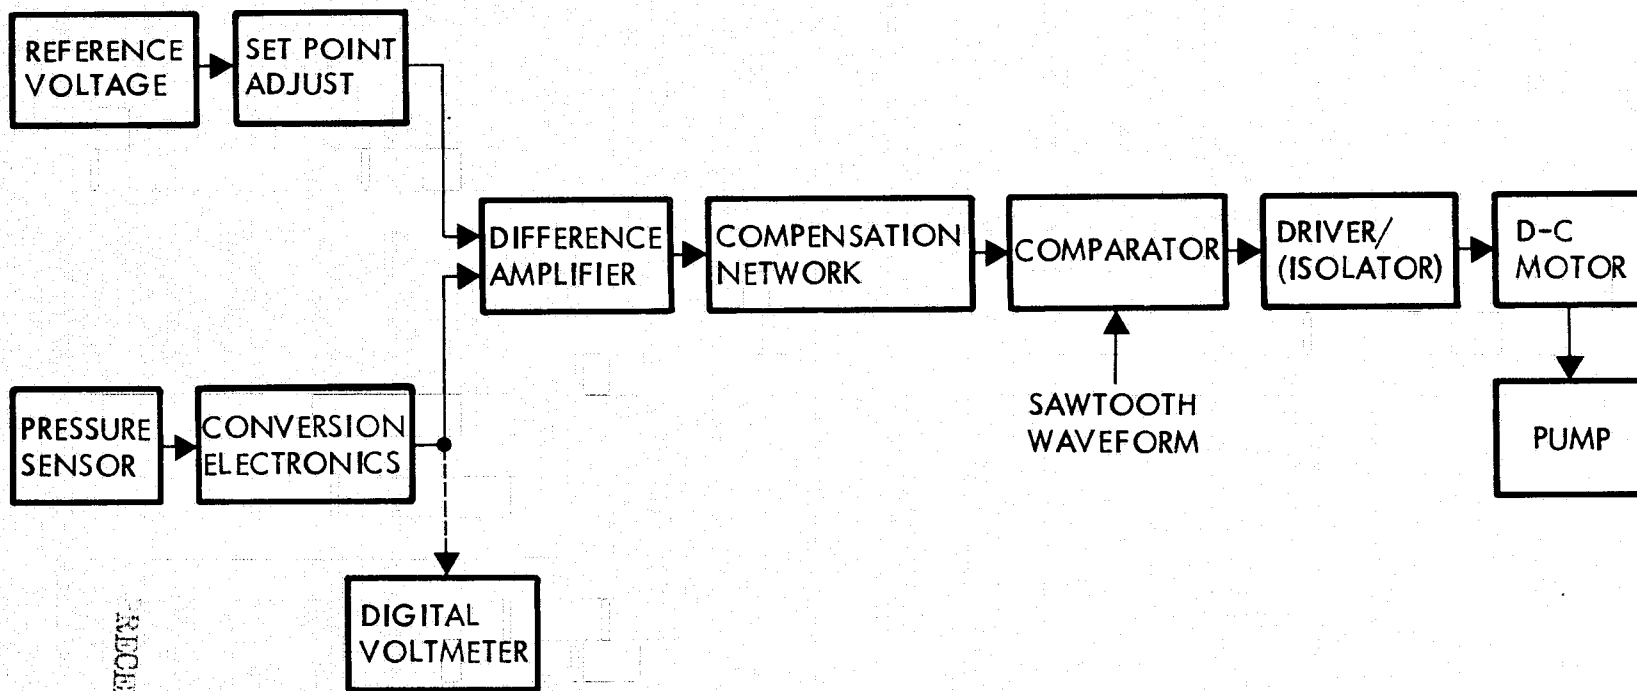 REFERENCE
VOLTAGE
SET POINT
ADJUST
DIFFERENCE
AMPLIFIER
COMPENSATION
NETWORK
COMPARATOR
DRIVER/
(ISOLATOR)
D-C
MOTOR
PRESSURE
SENSOR
CONVERSION
ELECTRONICS
SAWTOOTH
WAVEFORM
PUMP
DIGITAL
VOLTMETER